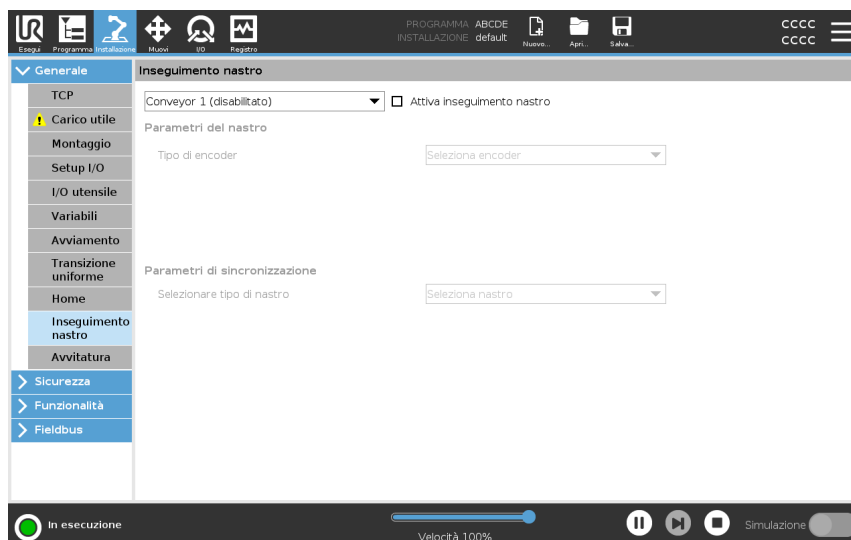 UR
PROGRAMMA ABCDE
INSTALLAZIONE default
CCCC
CCCC
Esegui
Programma
Installazione
Muovi
I/O
Registro
Nuovo...
Apri...
Salva...
Generale
Inseguimento nastro
TCP
Conveyor 1 (disabilitato)
Attiva inseguimento nastro
Carico utile
Parametri del nastro
Montaggio
Tipo di encoder
Seleziona encoder
Setup I/O
I/O utensile
Variabili
Avviamento
Transizione
uniforme
Parametri di sincronizzazione
Home
Selezionare tipo di nastro
Seleziona nastro
Inseguimento
nastro
Avvitatura
Sicurezza
Funzionalità
Fieldbus
In esecuzione
Velocità 100%
Simulazione